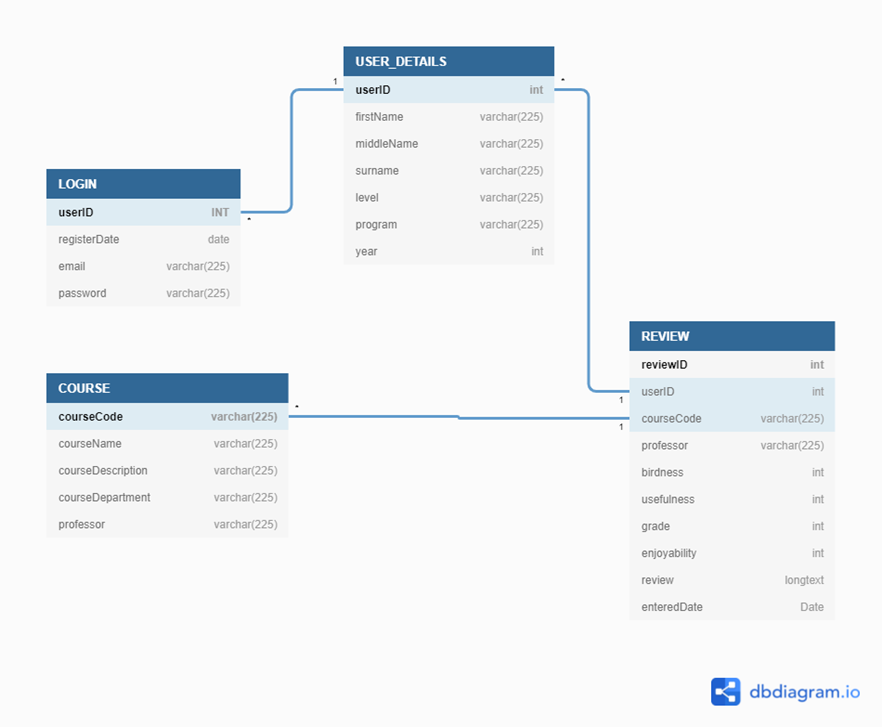 USER_DETAILS
1
*
userID int
firstName varchar(225)
middleName varchar(225)
surname varchar(225)
level varchar(225)
program varchar(225)
year int
LOGIN
userID INT
*
registerDate date
email varchar(225)
password varchar(225)
REVIEW
reviewID int
userID int
1
courseCode varchar(225)
1
professor varchar(225)
birdness int
usefulness int
grade int
enjoyability int
review longtext
enteredDate Date
COURSE
*
courseCode varchar(225)
courseName varchar(225)
courseDescription varchar(225)
courseDepartment varchar(225)
professor varchar(225)
dbdiagram.io